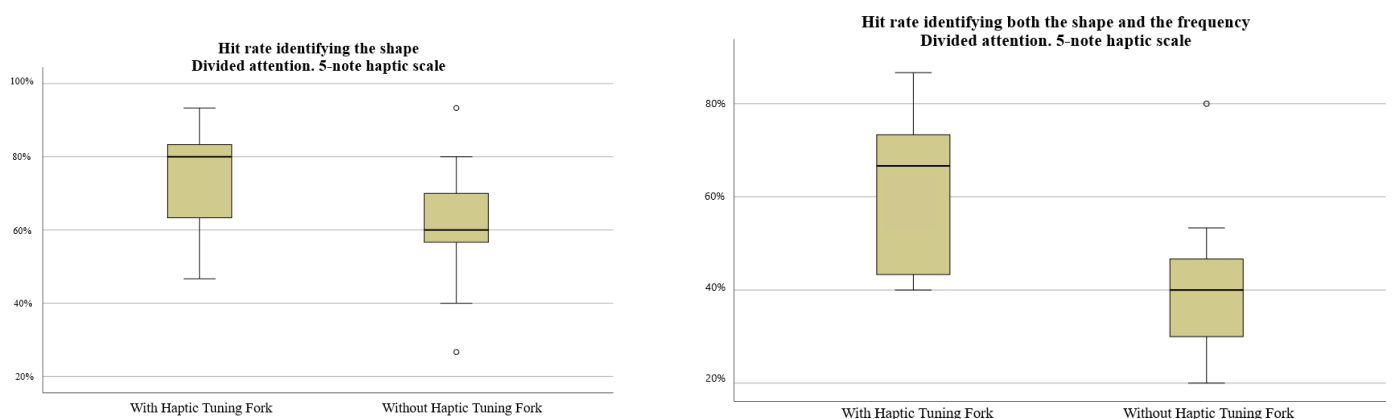 Hit rate identifying the shape
Divided attention. 5-note haptic scale
100%
80%
60%
40%
20%
With Haptic Tuning Fork
Without Haptic Tuning Fork
Hit rate identifying both the shape and the frequency
Divided attention. 5-note haptic scale
80%
60%
40%
20%
With Haptic Tuning Fork
Without Haptic Tuning Fork